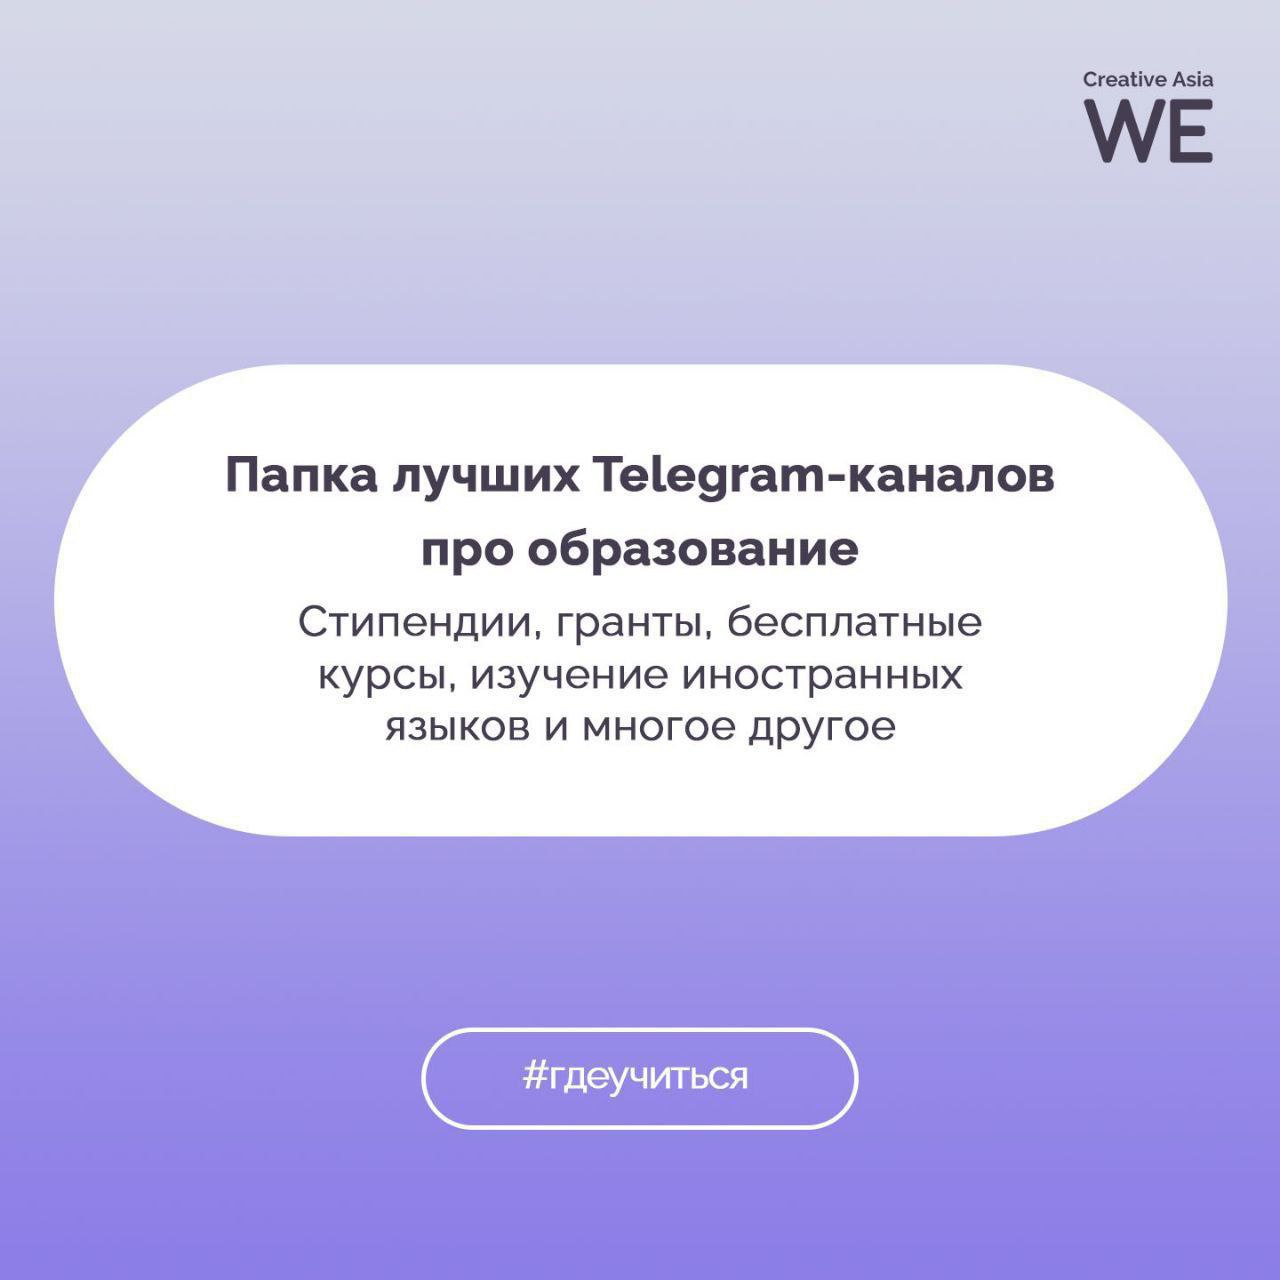 Creative Asia
WE
Папка лучших Telegram-каналов
про образование
Стипендии, гранты, бесплатные
курсы, изучение иностранных
языков и многое другое
#гдеучиться